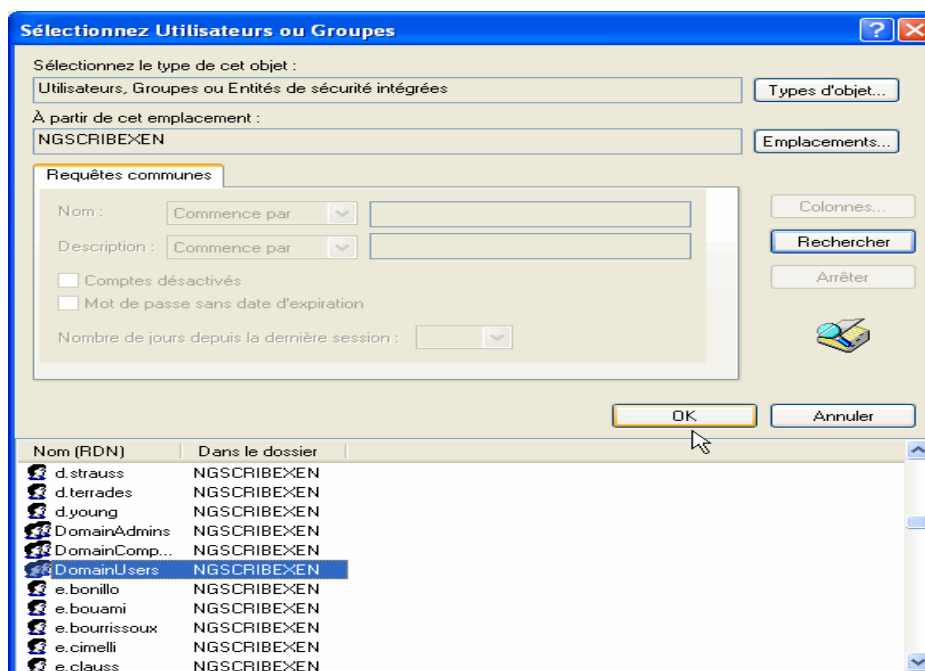 Sélectionnez Utilisateurs ou Groupes
Sélectionnez le type de cet objet :
Utilisateurs, Groupes ou Entités de sécurité intégrées
Types d'objet...
À partir de cet emplacement :
NGSCRIBEXEN
Emplacements...
Requêtes communes
Nom :
Commence par
Colonnes...
Description :
Commence par
Rechercher
Comptes désactivés
Arrêter
Mot de passe sans date d'expiration
Nombre de jours depuis la dernière session :
OK
Annuler
Nom (RDN) Dans le dossier
d.strauss NGSCRIBEXEN
d.terrades NGSCRIBEXEN
d.young NGSCRIBEXEN
DomainAdmins NGSCRIBEXEN
DomainComp... NGSCRIBEXEN
DomainUsers NGSCRIBEXEN
e.bonillo NGSCRIBEXEN
e.bouami NGSCRIBEXEN
e.bourrissoux NGSCRIBEXEN
e.cimelli NGSCRIBEXEN
e.clauss NGSCRIBEXEN